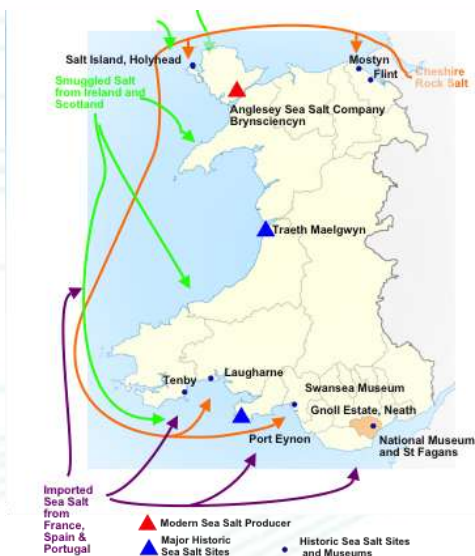 Salt Island, Holyhead
Mostyn
Flint
Cheshire
Rock Salt
Smuggled Salt
from Ireland and
Scotland
Anglesey Sea Salt Company
Brynsciencyn
Traeth Maelgwyn
Laugharne
Tenby
Swansea Museum
Gnoll Estate, Neath
Port Eynon
National Museum
and St Fagans
Imported
Sea Salt
from
France,
Spain &
Portugal
Modern Sea Salt Producer
Major Historic
Sea Salt Sites
Historic Sea Salt Sites
and Museums